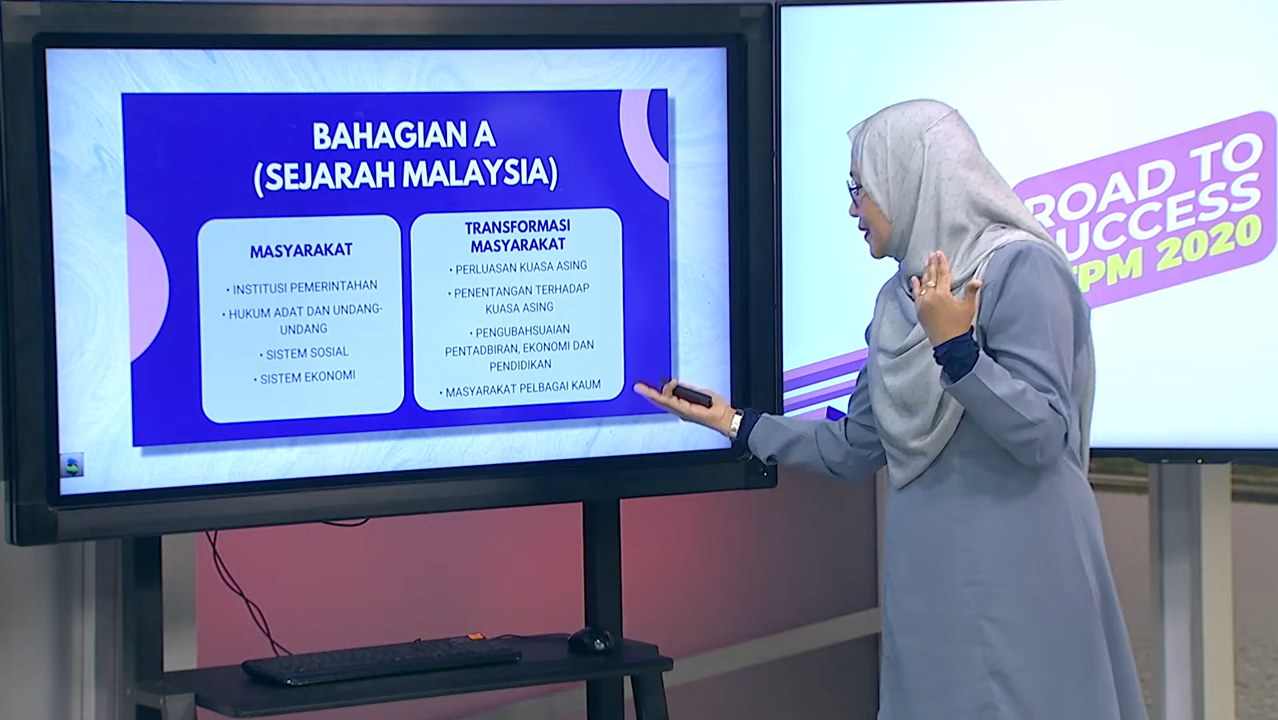 BAHAGIAN A
(SEJARAH MALAYSIA)
MASYARAKAT
• INSTITUSI PEMERINTAHAN
• HUKUM ADAT DAN UNDANG-
UNDANG
• SISTEM SOSIAL
• SISTEM EKONOMI
TRANSFORMASI
MASYARAKAT
• PERLUASAN KUASA ASING
• PENENTANGAN TERHADAP
KUASA ASING
• PENGUBAHSUAIAN
PENTADBIRAN, EKONOMI DAN
PENDIDIKAN
• MASYARAKAT PELBAGAI KAUM
ROAD TO
UCCESS
PM 2020